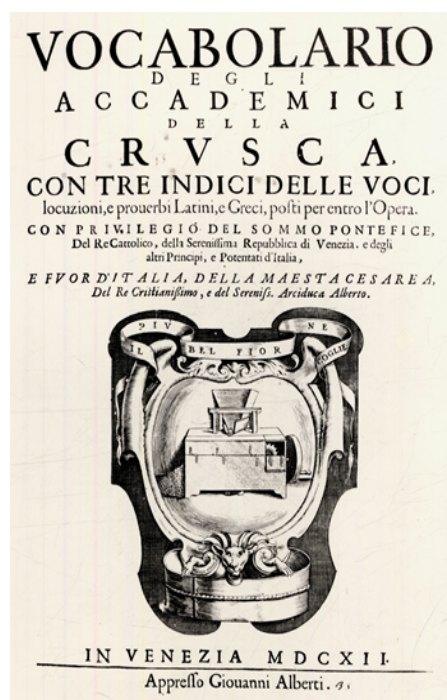 VOCABOLARIO
DEGLI
ACCADEMICI
DELLA
CRVSCA,
CON TRE INDICI DELLE VOCI,
locuzioni, e prouerbi Latini, e Greci, poſti per entro l'Opera.
CON PRIVILEGIO DEL SOMMO PONTEFICE,
Del Re Cattolico, della Sereniſſima Repubblica di Venezia, e degli
altri Principi, e Potentati d'Italia,
E FVOR D'ITALIA, DELLA MAESTA CESAREA,
Del Re Criſtianiſſimo, e del Sereniſs. Arciduca Alberto.
IL PIV BEL FIOR NE COGLIE
IN VENEZIA MDCXII.
Appreſſo Giouanni Alberti.